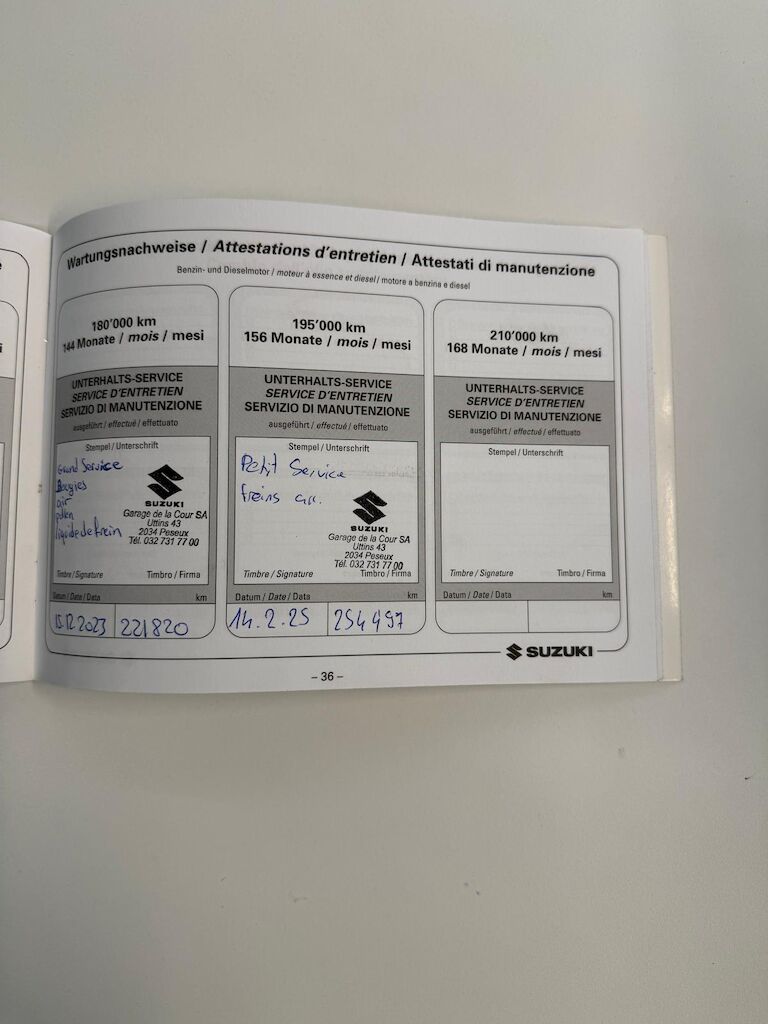 Wartungsnachweise / Attestations d'entretien / Attestati di manutenzione
Benzin- und Dieselmotor / moteur à essence et diesel / motore a benzina e diesel
180'000 km
144 Monate / mois / mesi
UNTERHALTS-SERVICE
SERVICE D'ENTRETIEN
SERVIZIO DI MANUTENZIONE
ausgeführt / effectué / effettuato
Stempel / Unterschrift
Grand Service
Bougies
air
pollen
liquide de frein
SUZUKI
Garage de la Cour SA
Uttins 43
2034 Peseux
Tél. 032 731 77 00
Timbre / Signature Timbro / Firma
Datum / Date / Data km
15.12.2023 221820
195'000 km
156 Monate / mois / mesi
UNTERHALTS-SERVICE
SERVICE D'ENTRETIEN
SERVIZIO DI MANUTENZIONE
ausgeführt / effectué / effettuato
Stempel / Unterschrift
Petit Service
freins arr.
SUZUKI
Garage de la Cour SA
Uttins 43
2034 Peseux
Tél. 032 731 77 00
Timbre / Signature Timbro / Firma
Datum / Date / Data km
14.2.25 254497
210'000 km
168 Monate / mois / mesi
UNTERHALTS-SERVICE
SERVICE D'ENTRETIEN
SERVIZIO DI MANUTENZIONE
ausgeführt / effectué / effettuato
Stempel / Unterschrift
Timbre / Signature Timbro / Firma
Datum / Date / Data km
SUZUKI
– 36 –